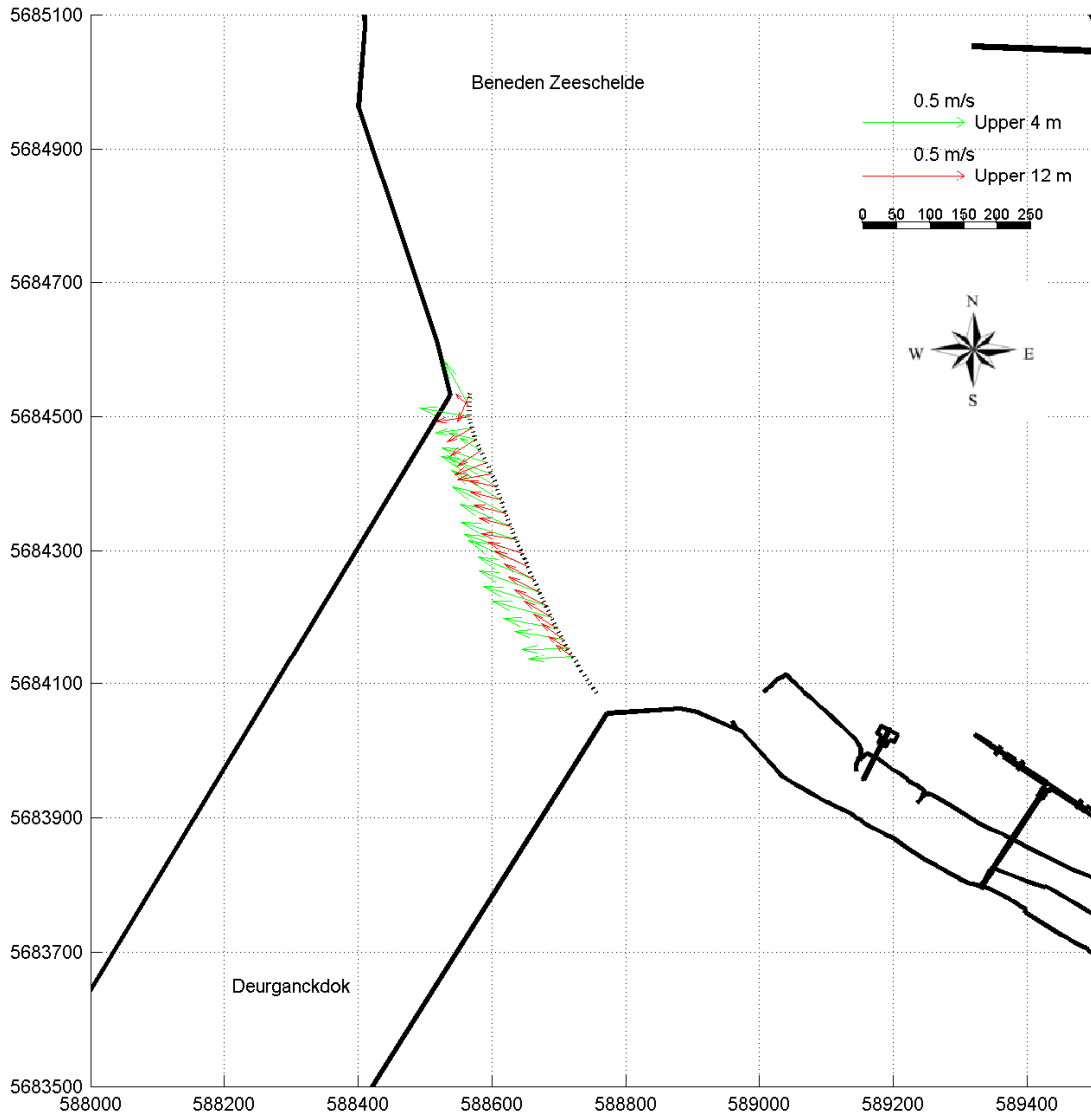 5685100
Beneden Zeeschelde
0.5 m/s
Upper 4 m
5684900
0.5 m/s
Upper 12 m
0 50 100 150 200 250
5684700
N
W E
S
5684500
5684300
5684100
5683900
5683700
Deurganckdok
5683500
588000 588200 588400 588600 588800 589000 589200 589400